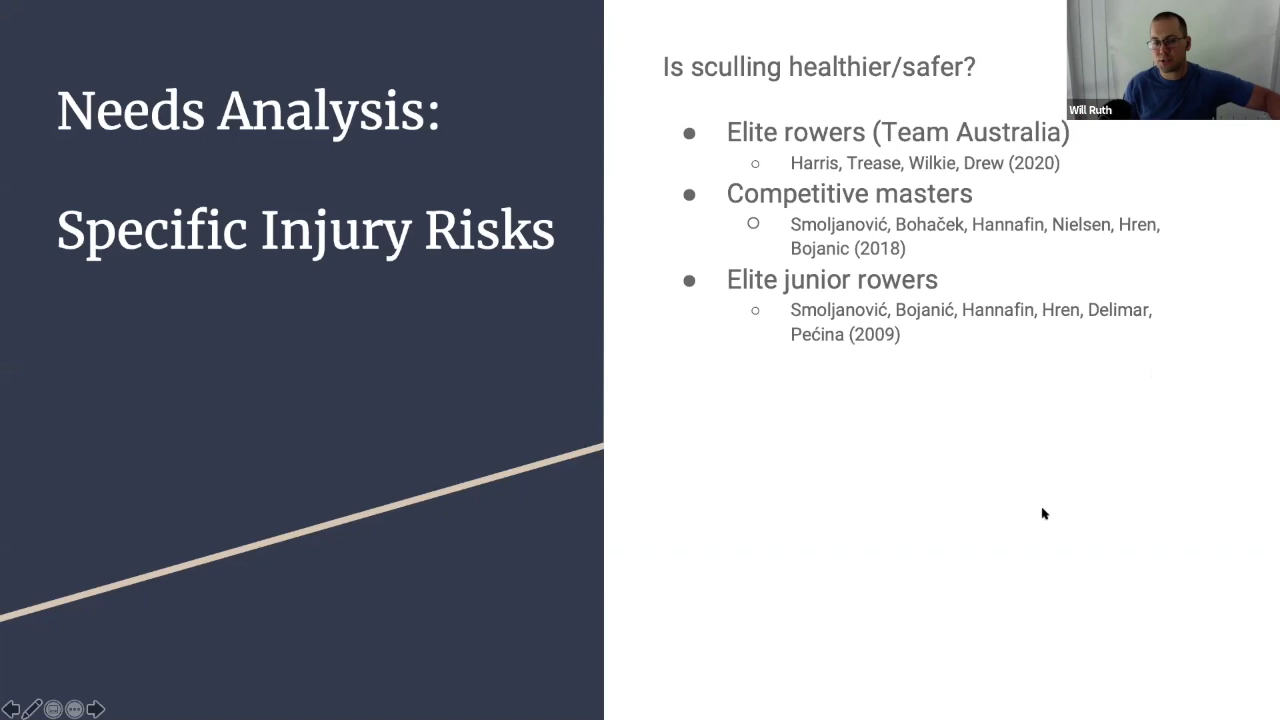 Needs Analysis:
Specific Injury Risks
Is sculling healthier/safer?
Will Ruth
● Elite rowers (Team Australia)
○ Harris, Trease, Wilkie, Drew (2020)
● Competitive masters
○ Smoljanović, Bohaček, Hannafin, Nielsen, Hren,
Bojanic (2018)
● Elite junior rowers
○ Smoljanović, Bojanić, Hannafin, Hren, Delimar,
Pećina (2009)